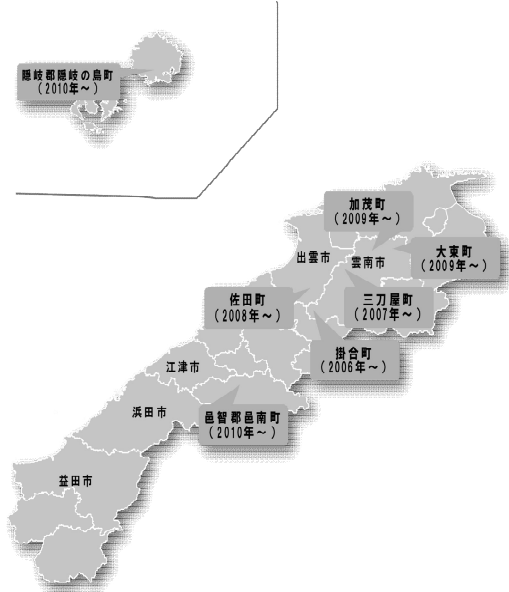 隠岐郡隠岐の島町
(2010年～)
加茂町
(2009年～)
大東町
(2009年～)
出雲市
雲南市
佐田町
(2008年～)
三刀屋町
(2007年～)
掛合町
(2006年～)
江津市
浜田市
邑智郡邑南町
(2010年～)
益田市